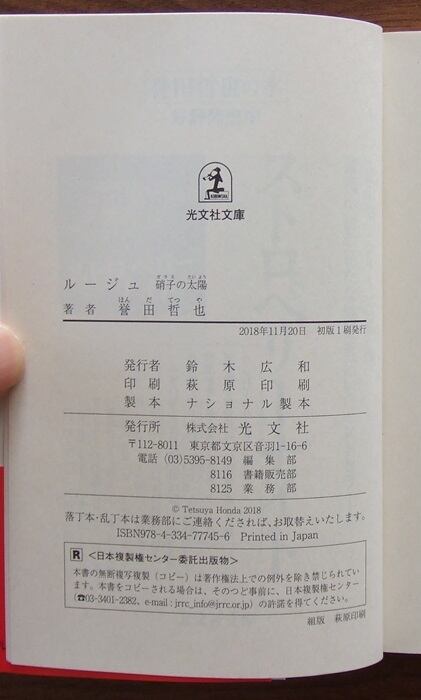 KOBUNSHA
光文社文庫
ルージュ 硝子の太陽
著者 誉田哲也
2018年11月20日 初版1刷発行
発行者 鈴木広和
印刷 萩原印刷
製本 ナショナル製本
発行所 株式会社 光文社
〒112-8011 東京都文京区音羽1-16-6
電話 (03)5395-8149 編集部
8116 書籍販売部
8125 業務部
© Tetsuya Honda 2018
落丁本・乱丁本は業務部にご連絡くだされば、お取替えいたします。
ISBN978-4-334-77745-6 Printed in Japan
R <日本複製権センター委託出版物>
本書の無断複写複製(コピー)は著作権法上での例外を除き禁じられてい
ます。本書をコピーされる場合は、そのつど事前に、日本複製権センター
(☎03-3401-2382、e-mail : jrrc_info@jrrc.or.jp)の許諾を得てください。
組版 萩原印刷